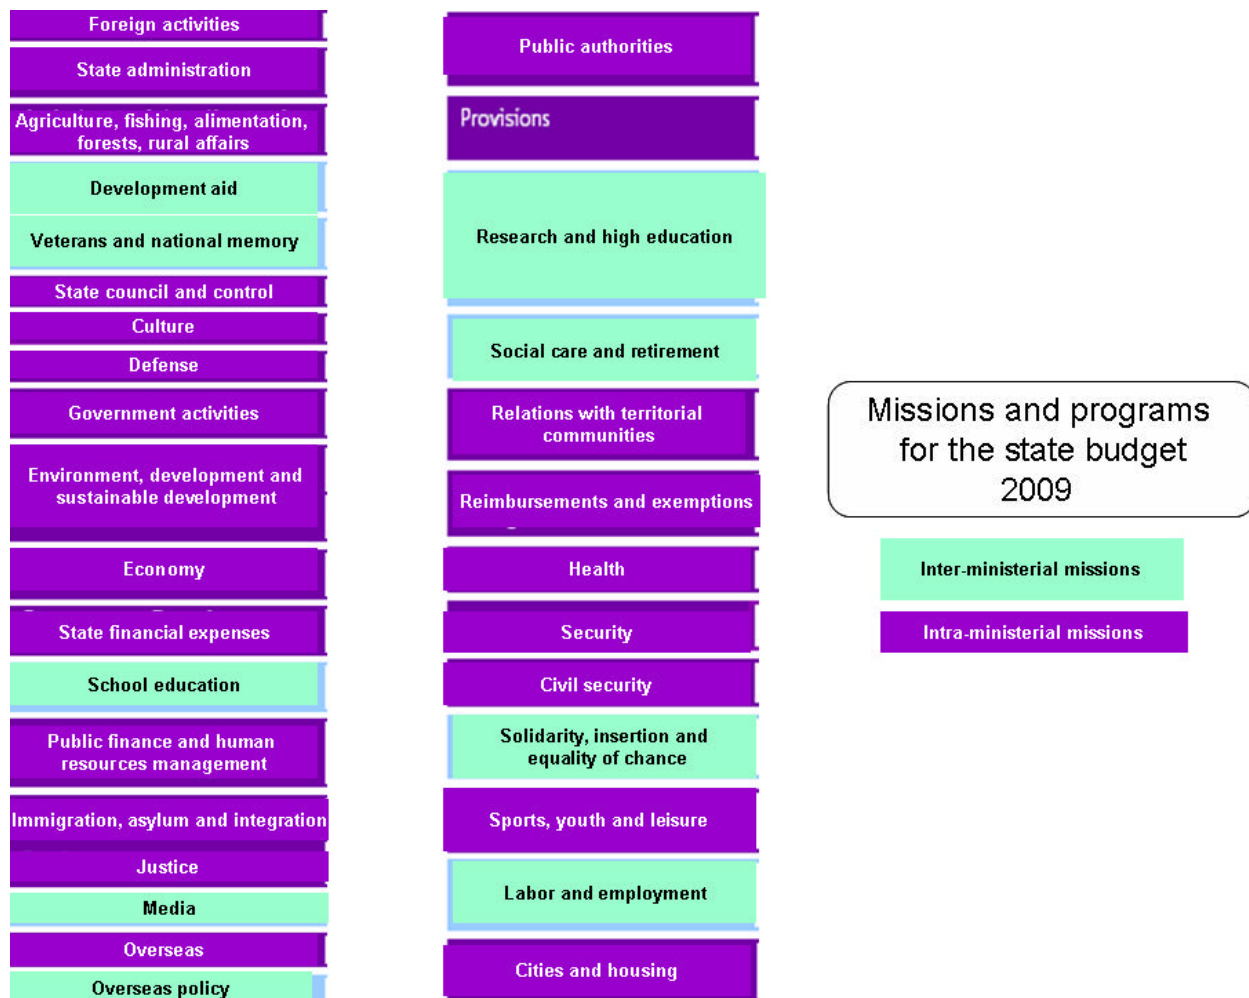 Foreign activities
State administration
Agriculture, fishing, alimentation,
forests, rural affairs
Development aid
Veterans and national memory
State council and control
Culture
Defense
Government activities
Environment, development and
sustainable development
Economy
State financial expenses
School education
Public finance and human
resources management
Immigration, asylum and integration
Justice
Media
Overseas
Overseas policy
Public authorities
Provisions
Research and high education
Social care and retirement
Relations with territorial
communities
Reimbursements and exemptions
Health
Security
Civil security
Solidarity, insertion and
equality of chance
Sports, youth and leisure
Labor and employment
Cities and housing
Missions and programs
for the state budget
2009
Inter-ministerial missions
Intra-ministerial missions